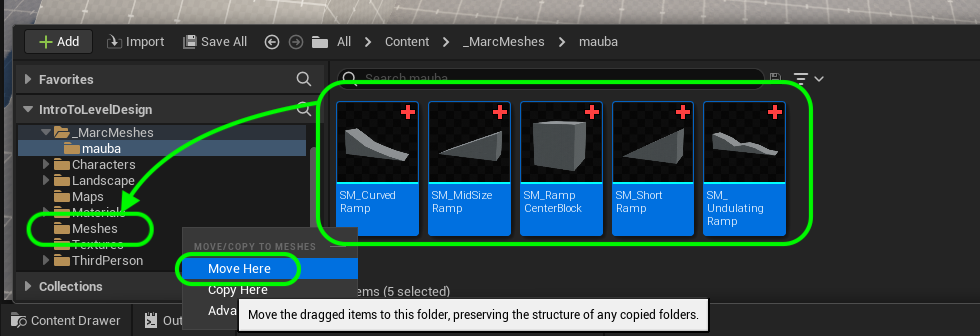 Add
Import
Save All
All
Content
_MarcMeshes
mauba
Favorites
Search mauba
IntroToLevelDesign
_MarcMeshes
mauba
Characters
Landscape
Maps
Materials
Meshes
Textures
ThirdPerson
Collections
SM_Curved
Ramp
SM_MidSize
Ramp
SM_Ramp
CenterBlock
SM_Short
Ramp
SM_
Undulating
Ramp
MOVE/COPY TO MESHES
Move Here
Copy Here
Adva
ems (5 selected)
Move the dragged items to this folder, preserving the structure of any copied folders.
Content Drawer
Out